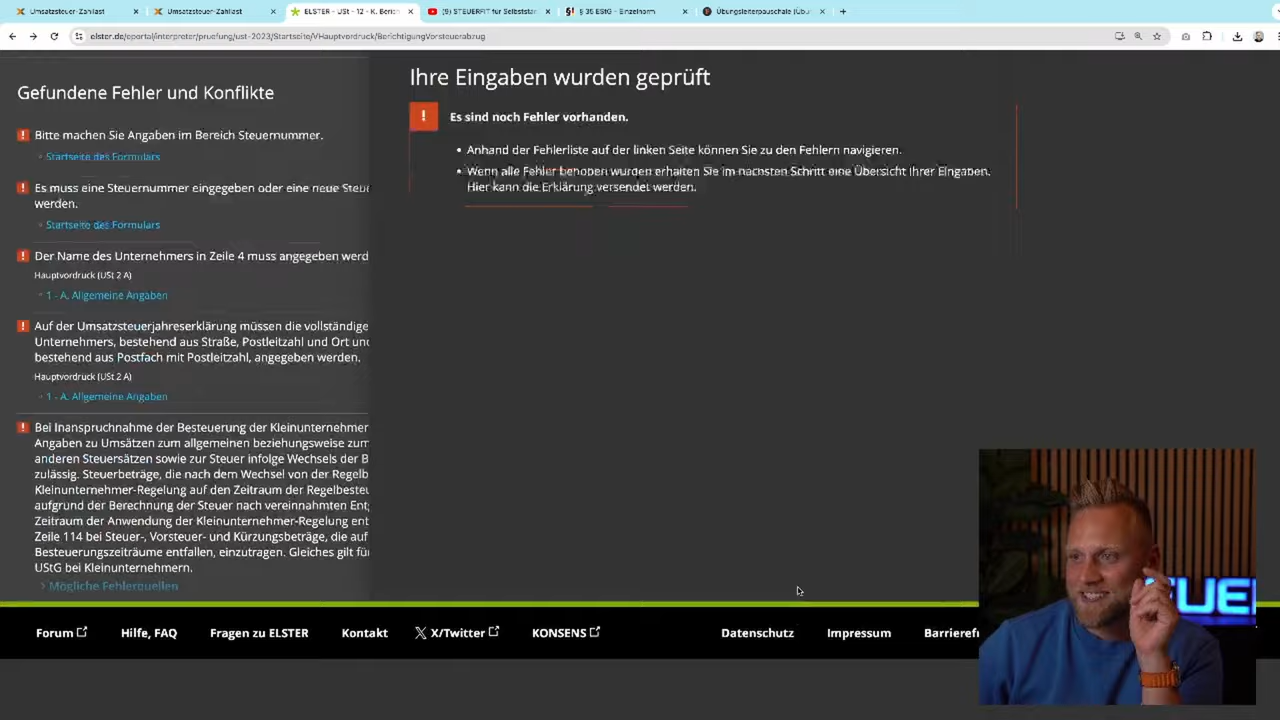 Umsatzsteuer-Zahllast
Umsatzsteuer-Zahllast
ELSTER - USt - 12 - K. Berich
(9) STEUERFIT für Selbststä
§ 35 EStG - Einzelnorm
Übungsleiterpauschale (Übu
elster.de/eportal/interpreter/pruefung/ust-2023/Startseite/VHauptvordruck/BerichtigungVorsteuerabzug
Gefundene Fehler und Konflikte
Bitte machen Sie Angaben im Bereich Steuernummer.
Startseite des Formulars
Es muss eine Steuernummer eingegeben oder eine neue Steue
werden.
Startseite des Formulars
Der Name des Unternehmers in Zeile 4 muss angegeben werd
Hauptvordruck (USt 2 A)
1 - A. Allgemeine Angaben
Auf der Umsatzsteuerjahreserklärung müssen die vollständige
Unternehmers, bestehend aus Straße, Postleitzahl und Ort und
bestehend aus Postfach mit Postleitzahl, angegeben werden.
Hauptvordruck (USt 2 A)
1 - A. Allgemeine Angaben
Bei Inanspruchnahme der Besteuerung der Kleinunternehmer
Angaben zu Umsätzen zum allgemeinen beziehungsweise zum
anderen Steuersätzen sowie zur Steuer infolge Wechsels der B
zulässig. Steuerbeträge, die nach dem Wechsel von der Regelb
Kleinunternehmer-Regelung auf den Zeitraum der Regelbesteu
aufgrund der Berechnung der Steuer nach vereinnahmten Entg
Zeitraum der Anwendung der Kleinunternehmer-Regelung ent
Zeile 114 bei Steuer-, Vorsteuer- und Kürzungsbeträge, die auf
Besteuerungszeiträume entfallen, einzutragen. Gleiches gilt fü
UStG bei Kleinunternehmern.
Mögliche Fehlerquellen
Ihre Eingaben wurden geprüft
Es sind noch Fehler vorhanden.
Anhand der Fehlerliste auf der linken Seite können Sie zu den Fehlern navigieren.
Wenn alle Fehler behoben wurden erhalten Sie im nächsten Schritt eine Übersicht Ihrer Eingaben.
Hier kann die Erklärung versendet werden.
Forum
Hilfe, FAQ
Fragen zu ELSTER
Kontakt
X/Twitter
KONSENS
Datenschutz
Impressum
Barrierefr
EUE